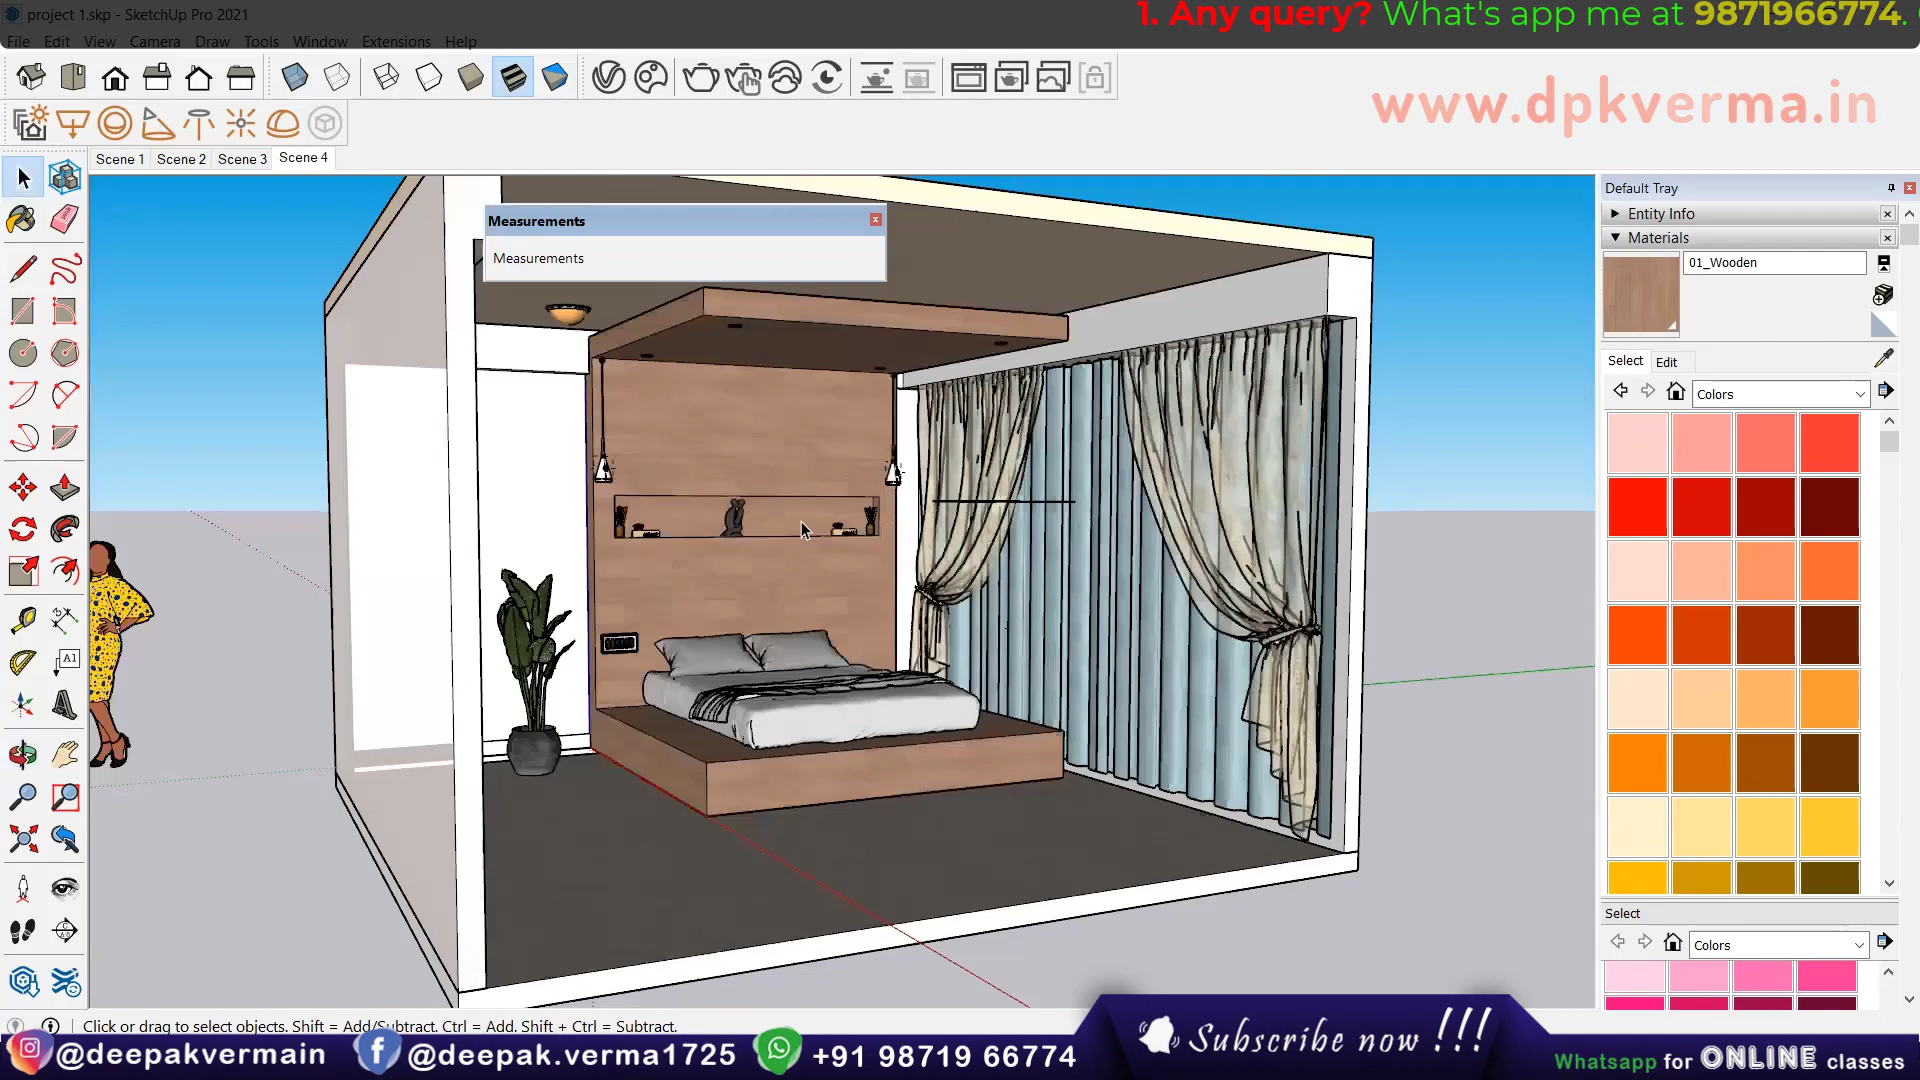 project 1.skp - SketchUp Pro 2021
1. Any query? What's app me at 9871966774.
File Edit View Camera Draw Tools Window Extensions Help
www.dpkverma.in
Scene 1 Scene 2 Scene 3 Scene 4
Default Tray
Entity Info
Materials
Measurements
Measurements
01_Wooden
Select Edit
Colors
A1
Select
Colors
Click or drag to select objects. Shift = Add/Subtract. Ctrl = Add. Shift + Ctrl = Subtract.
@deepakvermain @deepak.verma1725 +91 98719 66774
Subscribe now !!!
Whatsapp for ONLINE classes